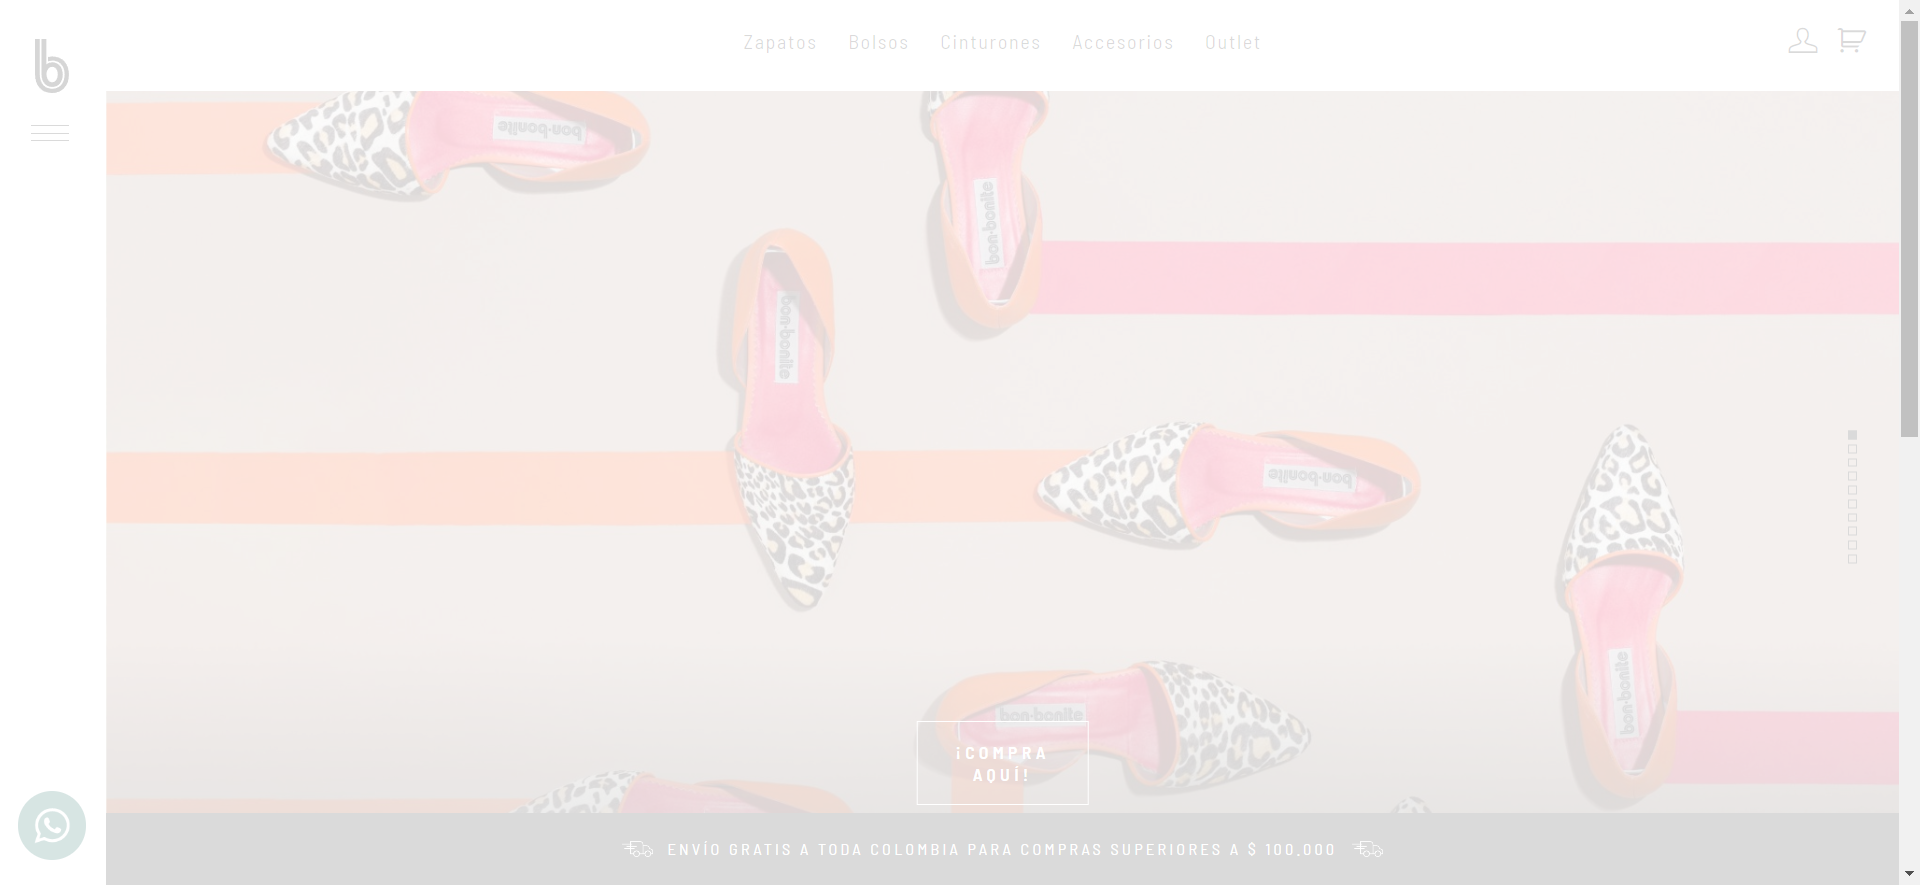 Zapatos Bolsos Cinturones Accesorios Outlet
b
bon-bonite
bon-bonite
bon-bonite
bon-bonite
bon-bonite
bon-bonite
¡COMPRA
AQUÍ!
ENVÍO GRATIS A TODA COLOMBIA PARA COMPRAS SUPERIORES A $ 100.000